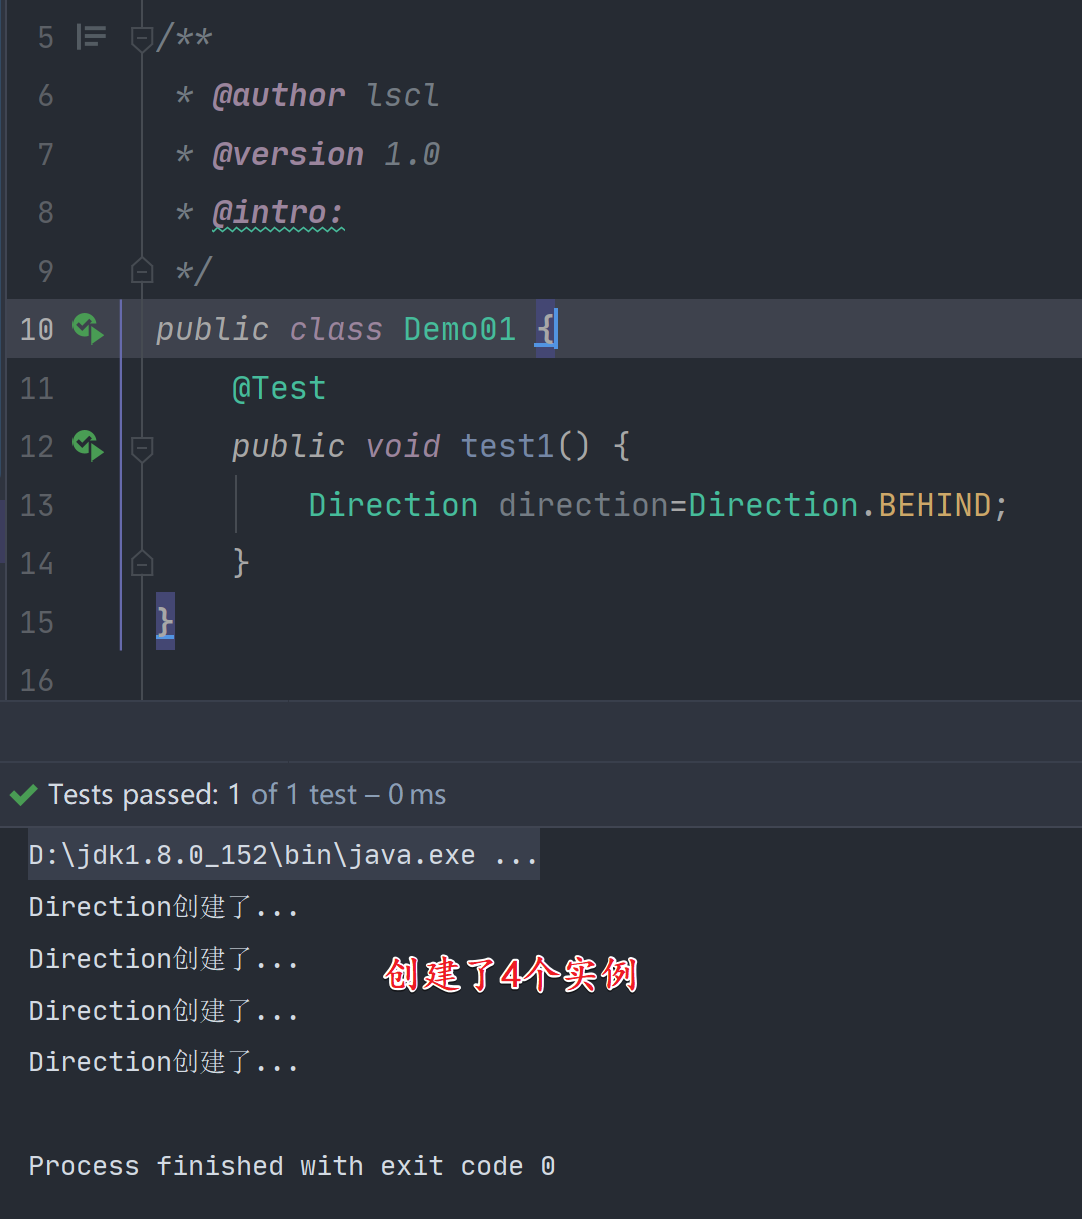 5 /**
6 * @author lscl
7 * @version 1.0
8 * @intro:
9 */
10 public class Demo01 {
11 @Test
12 public void test1() {
13 Direction direction=Direction.BEHIND;
14 }
15 }
16
Tests passed: 1 of 1 test – 0 ms
D:\jdk1.8.0_152\bin\java.exe ...
Direction创建了...
Direction创建了...
创建了4个实例
Direction创建了...
Direction创建了...
Process finished with exit code 0